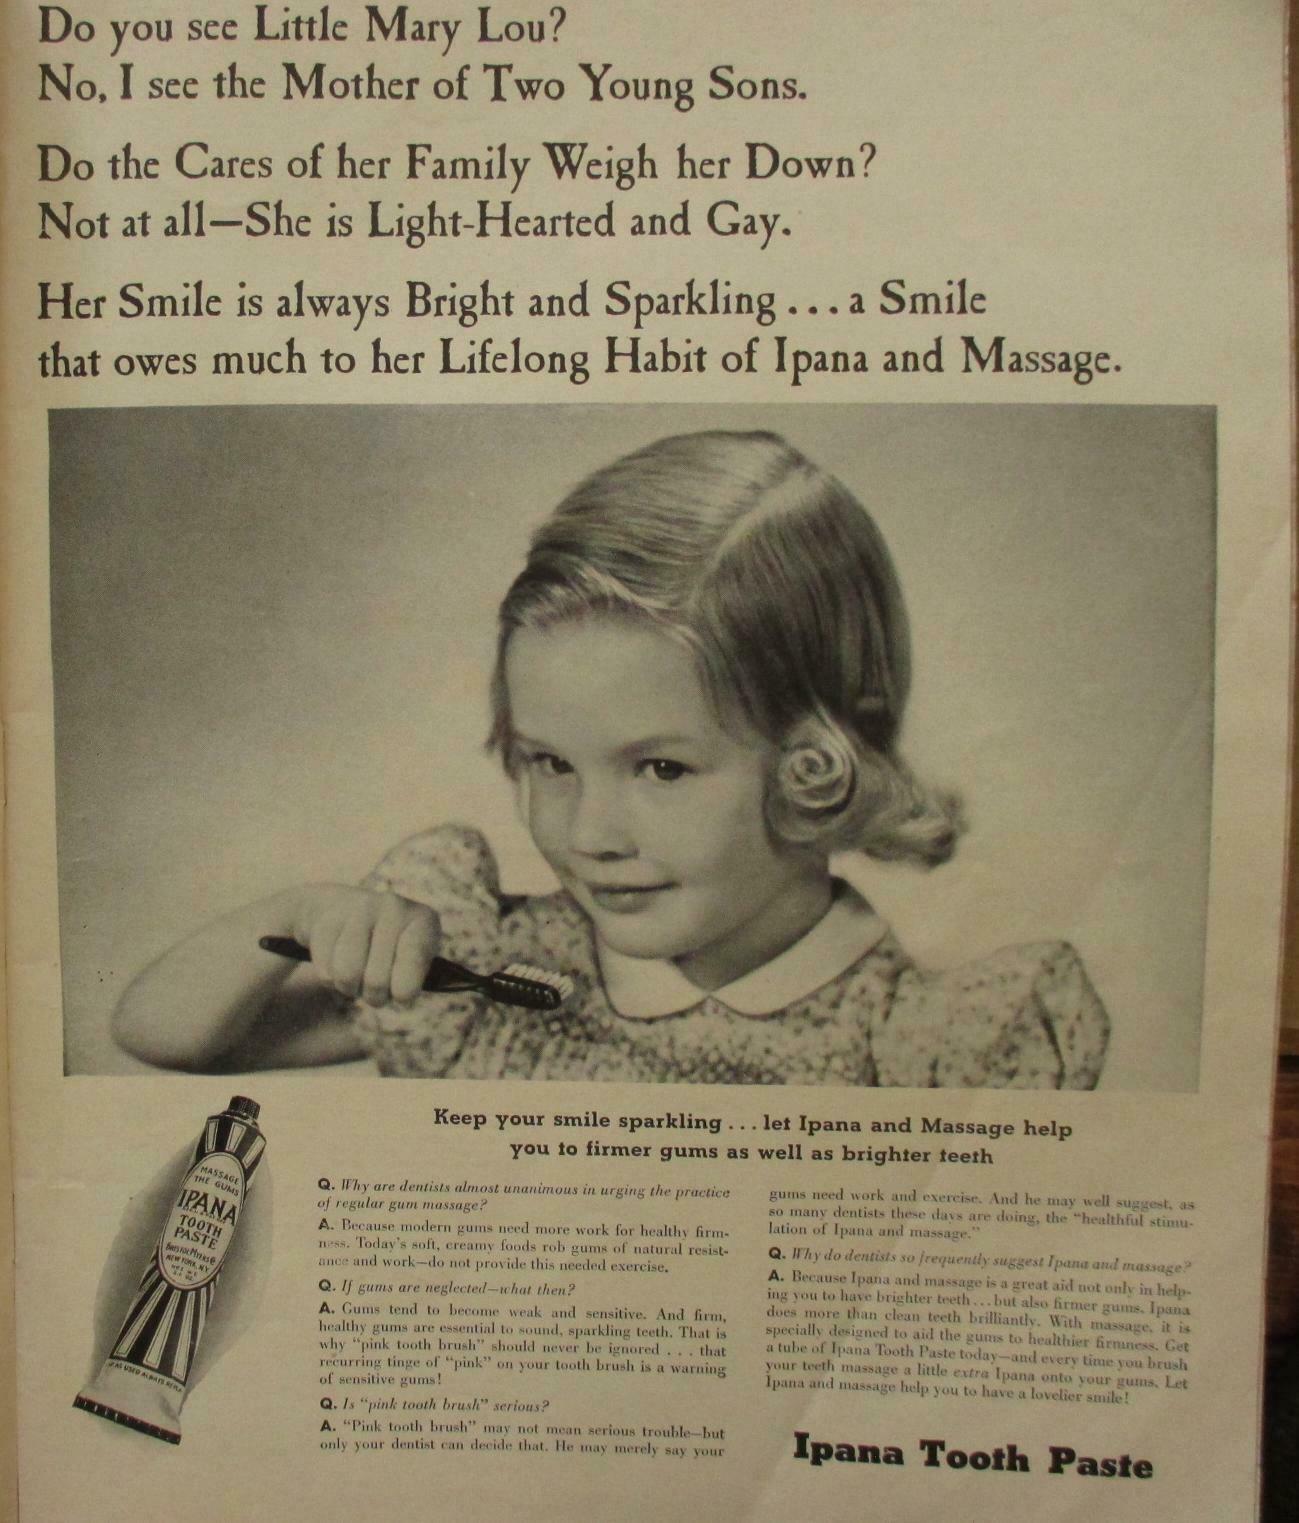 Do you see Little Mary Lou?
No, I see the Mother of Two Young Sons.
Do the Cares of her Family Weigh her Down?
Not at all—She is Light-Hearted and Gay.
Her Smile is always Bright and Sparkling ... a Smile
that owes much to her Lifelong Habit of Ipana and Massage.
MASSAGE
THE GUMS
IPANA
TOOTH
PASTE
BRISTOL-MYERS
NEW YORK, N.Y.
Keep your smile sparkling ... let Ipana and Massage help
you to firmer gums as well as brighter teeth
Q. Why are dentists almost unanimous in urging the practice
of regular gum massage?
A. Because modern gums need more work for healthy firm-
ness. Today's soft, creamy foods rob gums of natural resist-
ance and work—do not provide this needed exercise.
Q. If gums are neglected—what then?
A. Gums tend to become weak and sensitive. And firm,
healthy gums are essential to sound, sparkling teeth. That is
why "pink tooth brush" should never be ignored . . . that
recurring tinge of "pink" on your tooth brush is a warning
of sensitive gums!
Q. Is "pink tooth brush" serious?
A. "Pink tooth brush" may not mean serious trouble—but
only your dentist can decide that. He may merely say your
gums need work and exercise. And he may well suggest, as
so many dentists these days are doing, the "healthful stimu-
lation of Ipana and massage."
Q. Why do dentists so frequently suggest Ipana and massage?
A. Because Ipana and massage is a great aid not only in help-
ing you to have brighter teeth ... but also firmer gums. Ipana
does more than clean teeth brilliantly. With massage, it is
specially designed to aid the gums to healthier firmness. Get
a tube of Ipana Tooth Paste today—and every time you brush
your teeth massage a little extra Ipana onto your gums. Let
Ipana and massage help you to have a lovelier smile!
Ipana Tooth Paste